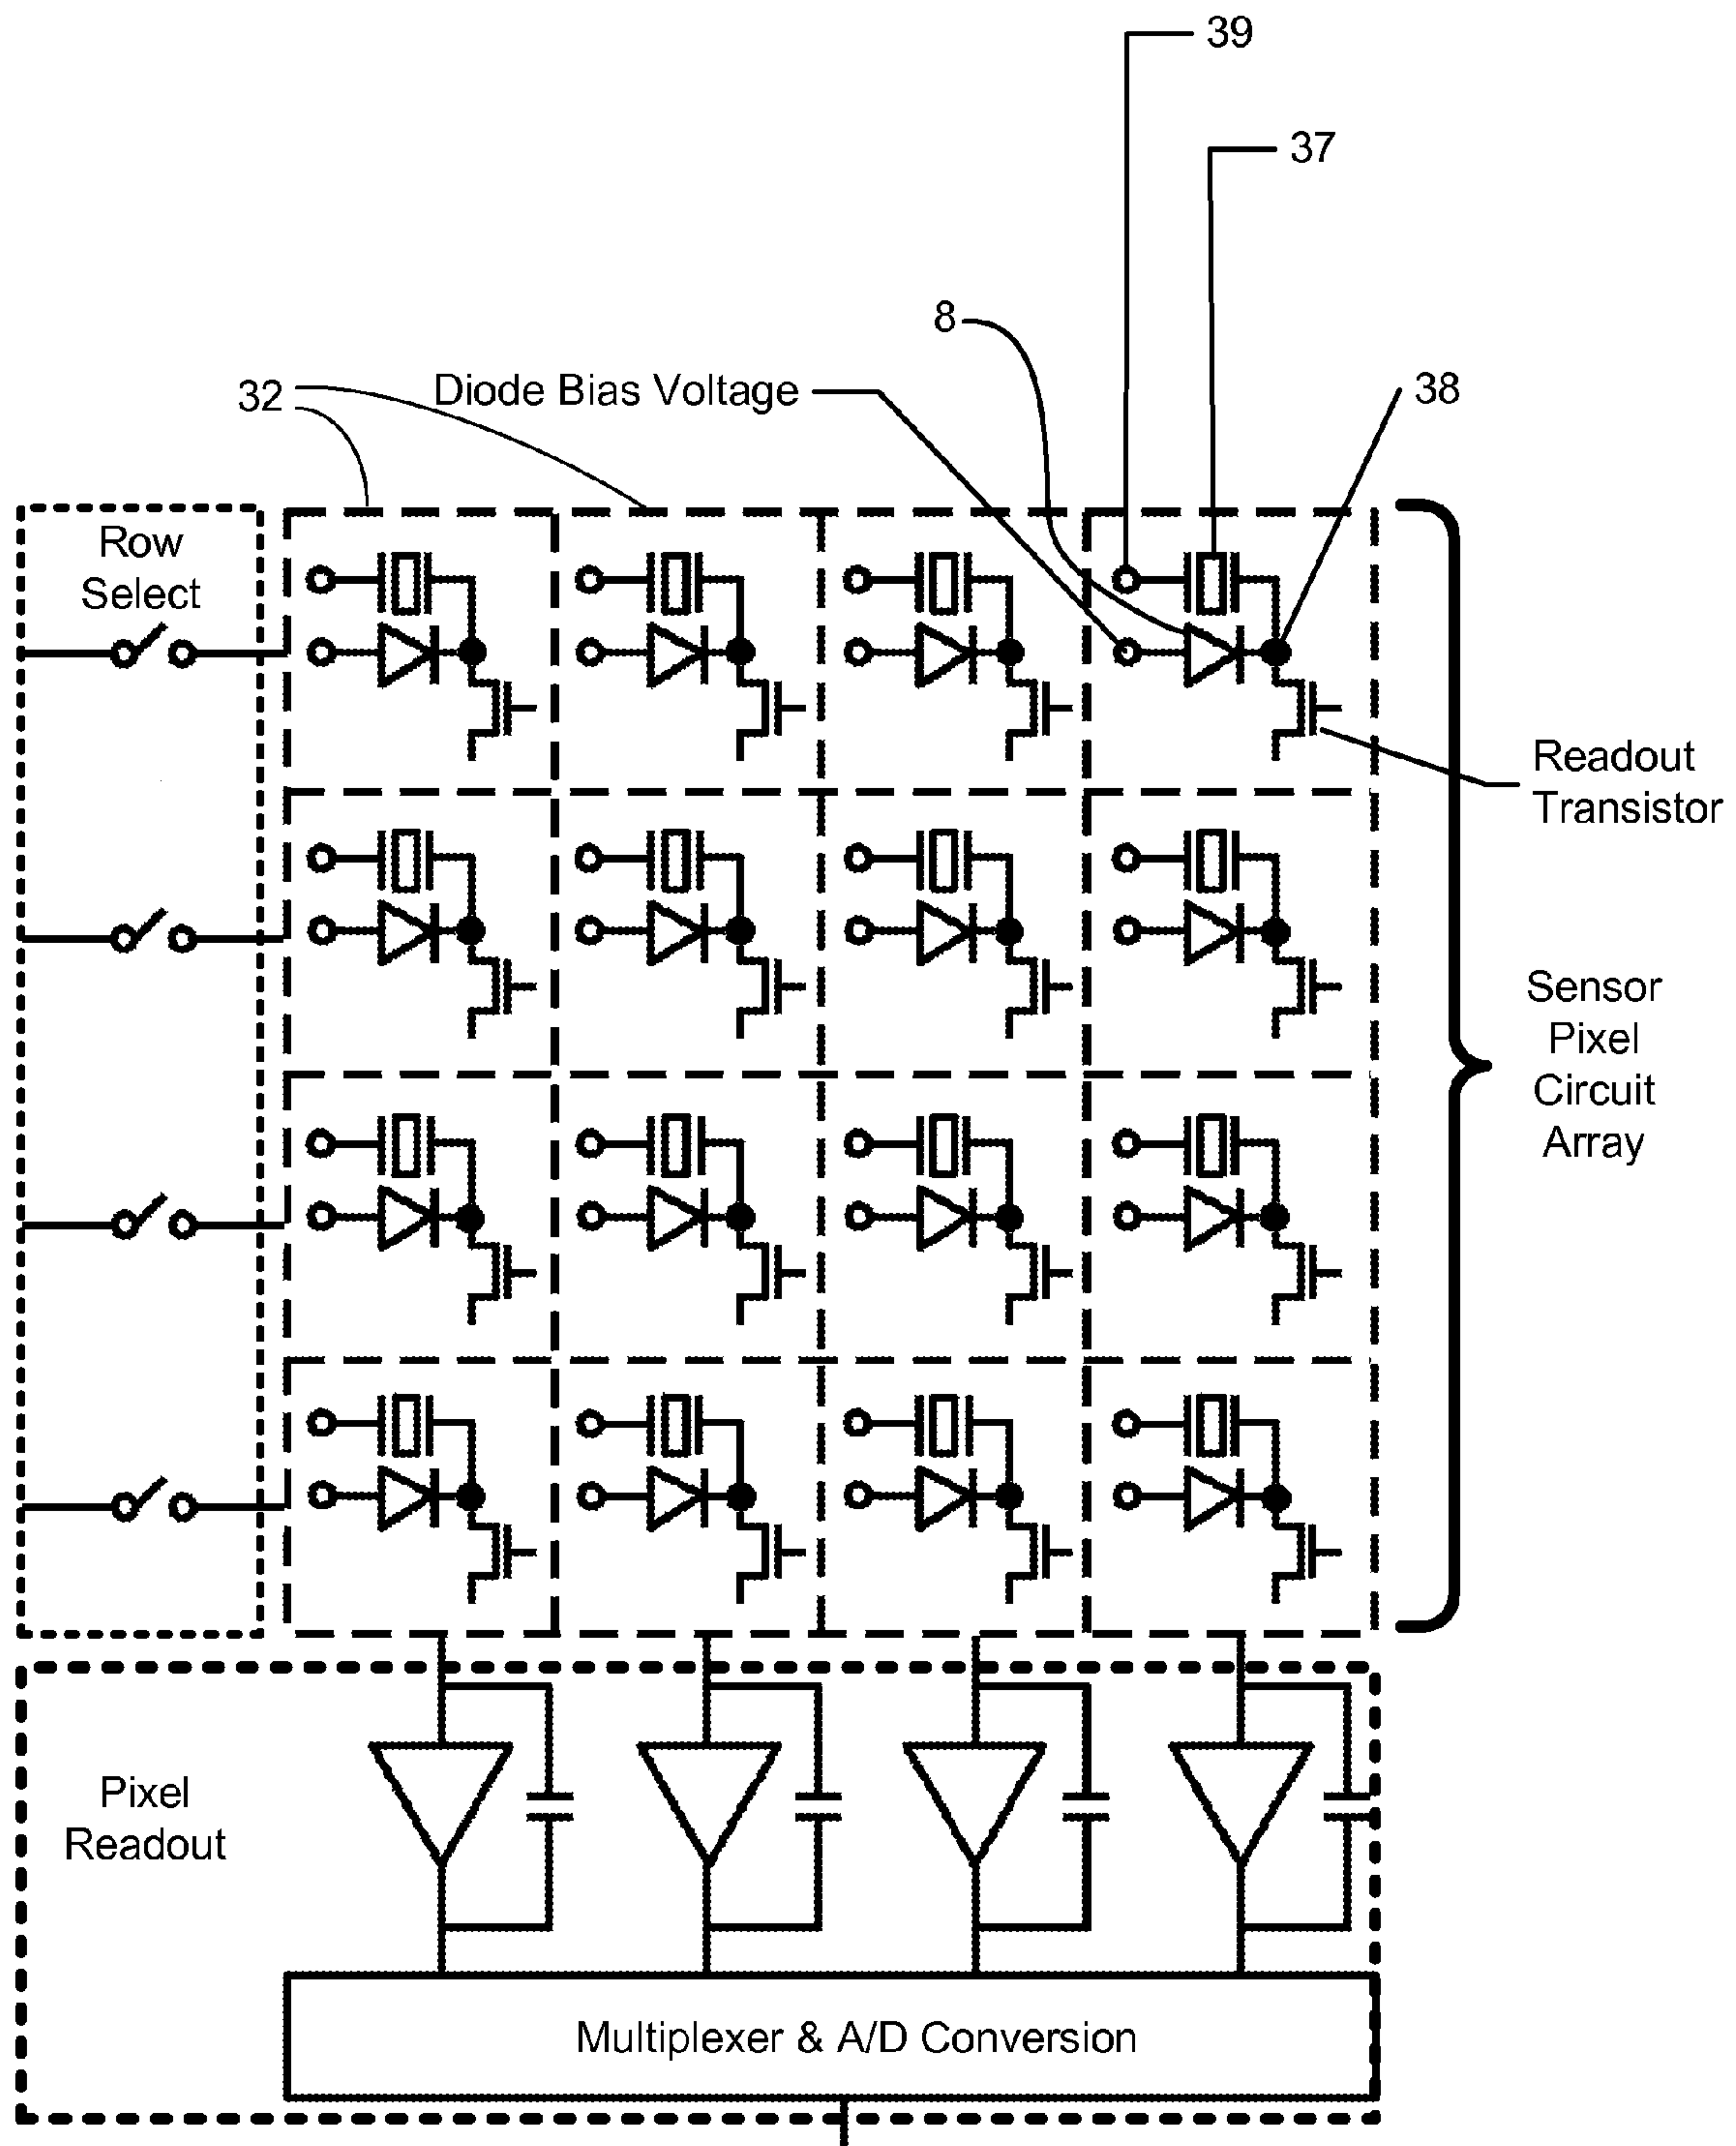 39
37
8
32
Diode Bias Voltage
38
Row
Select
Readout
Transistor
Sensor
Pixel
Circuit
Array
Pixel
Readout
Multiplexer & A/D Conversion